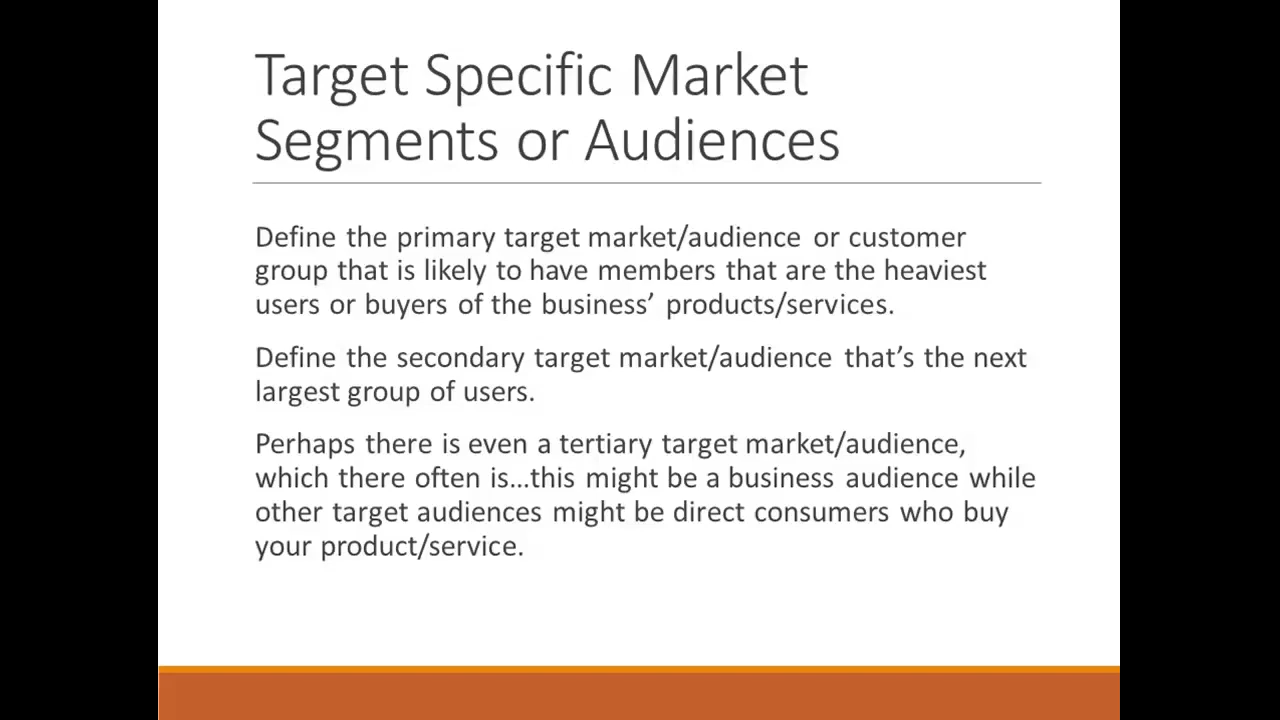 Target Specific Market
Segments or Audiences
Define the primary target market/audience or customer
group that is likely to have members that are the heaviest
users or buyers of the business’ products/services.
Define the secondary target market/audience that’s the next
largest group of users.
Perhaps there is even a tertiary target market/audience,
which there often is…this might be a business audience while
other target audiences might be direct consumers who buy
your product/service.